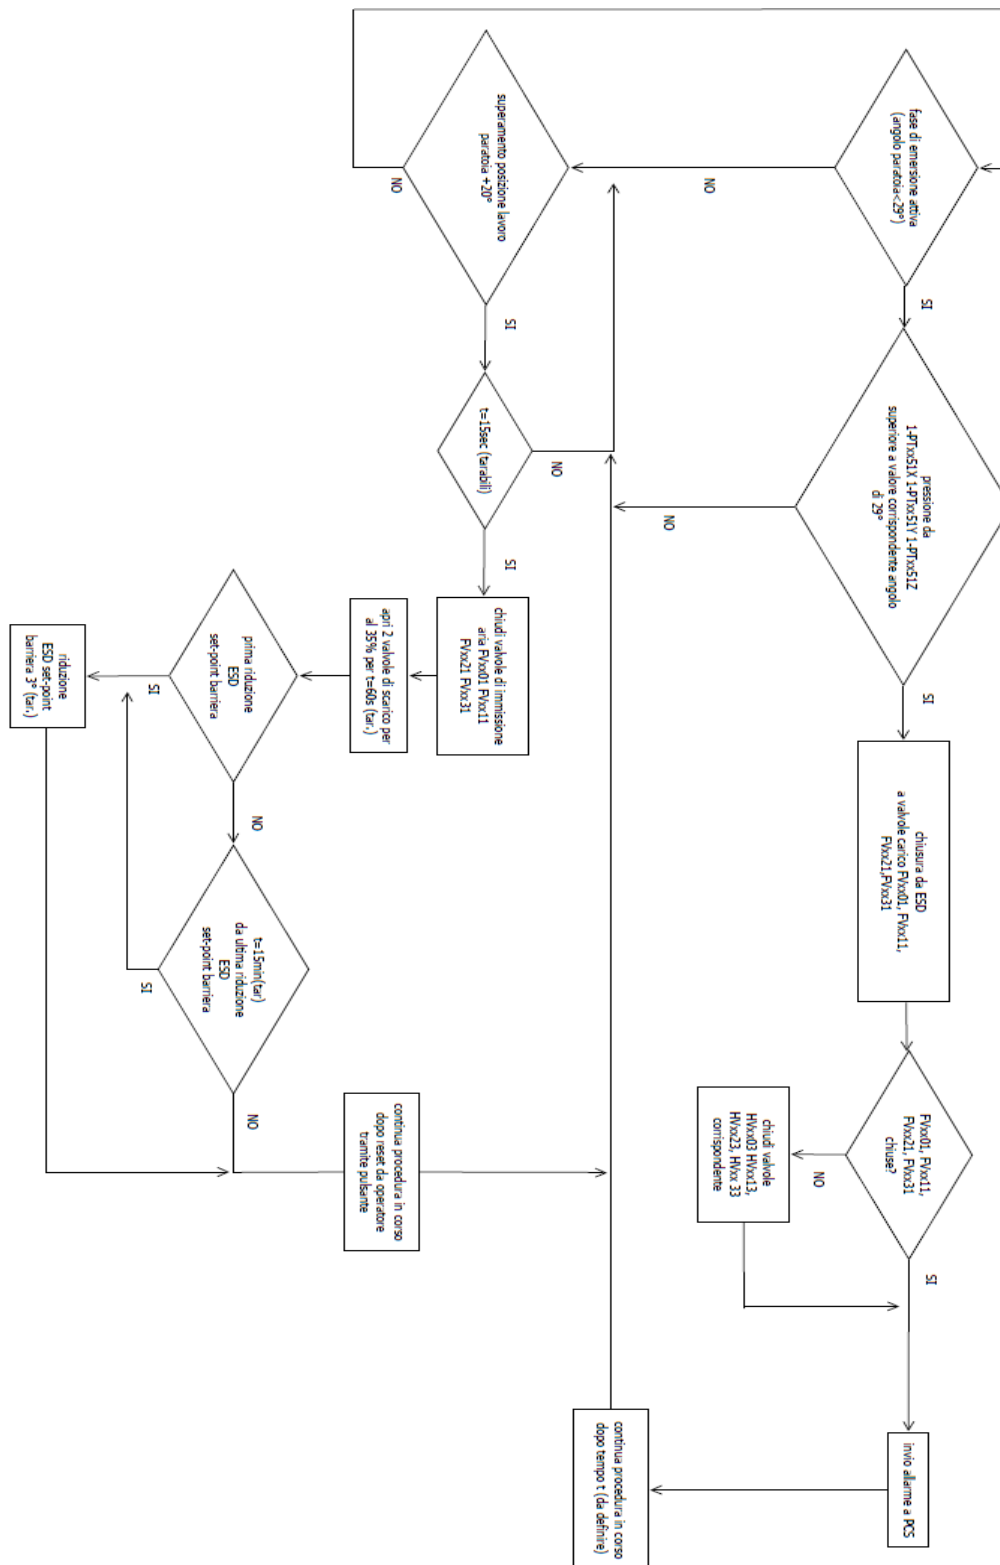 fase di emersione attiva
(angolo paratoia<29°)
NO
SI
superamento posizione lavoro
paratoia +20°
NO
SI
pressione da
1-PTxx51X 1-PTxx51Y 1-PTxx51Z
superiore a valore corrispondente angolo
di 29°
NO
SI
t=15sec (tarabili)
NO
SI
chiudi valvole di immissione
aria FVxx01 FVxx11
FVxx21 FVxx31
apri 2 valvole di scarico per
al 35% per t=60s (tar.)
prima riduzione
ESD
set-point barriera
SI
NO
riduzione
ESD set-point
barriera 3° (tar.)
t=15min(tar)
da ultima riduzione
ESD
set-point barriera
SI
NO
continua procedura in corso
dopo reset da operatore
tramite pulsante
chiusura da ESD
a valvole carico FVxx01, FVxx11,
FVxx21,FVxx31
FVxx01, FVxx11,
FVxx21, FVxx31
chiuse?
NO
SI
chiudi valvole
HVxx03 HVxx13,
HVxx23, HVxx 33
corrispondente
invio allarme a PCS
continua procedura in corso
dopo tempo t (da definire)